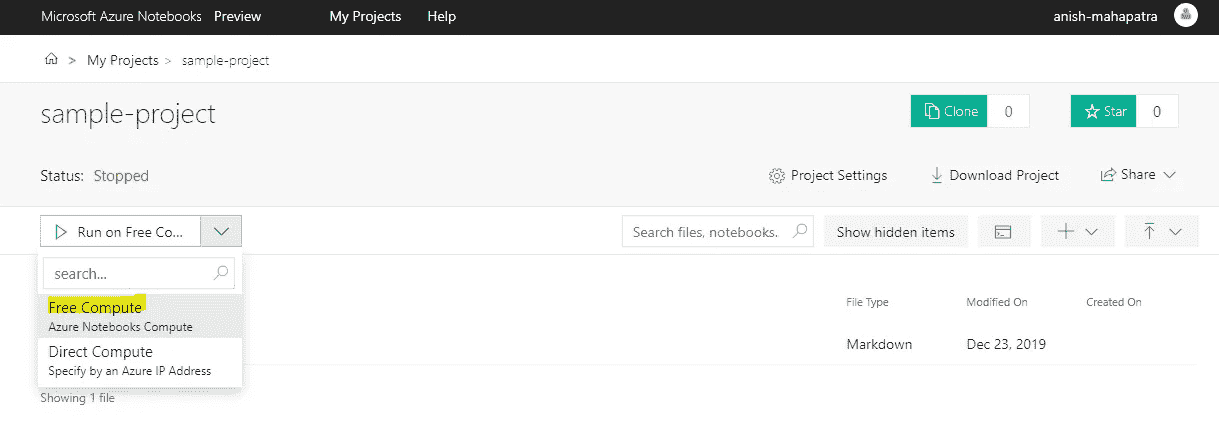 Microsoft Azure Notebooks Preview My Projects Help anish-mahapatra
> My Projects > sample-project
sample-project
Clone 0 Star 0
Status: Stopped Project Settings Download Project Share
Run on Free Co... Search files, notebooks. Show hidden items
search...
Free Compute
Azure Notebooks Compute
File Type Modified On Created On
Direct Compute
Specify by an Azure IP Address
Markdown Dec 23, 2019
Showing 1 file